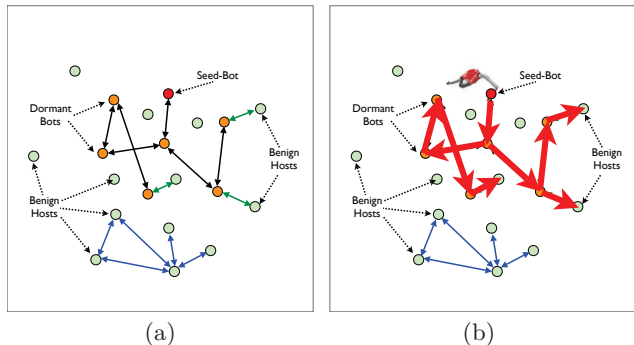 Seed-Bot
Dormant
Bots
Benign
Hosts
Benign
Hosts
(a)
Seed-Bot
Dormant
Bots
Benign
Hosts
Benign
Hosts
(b)